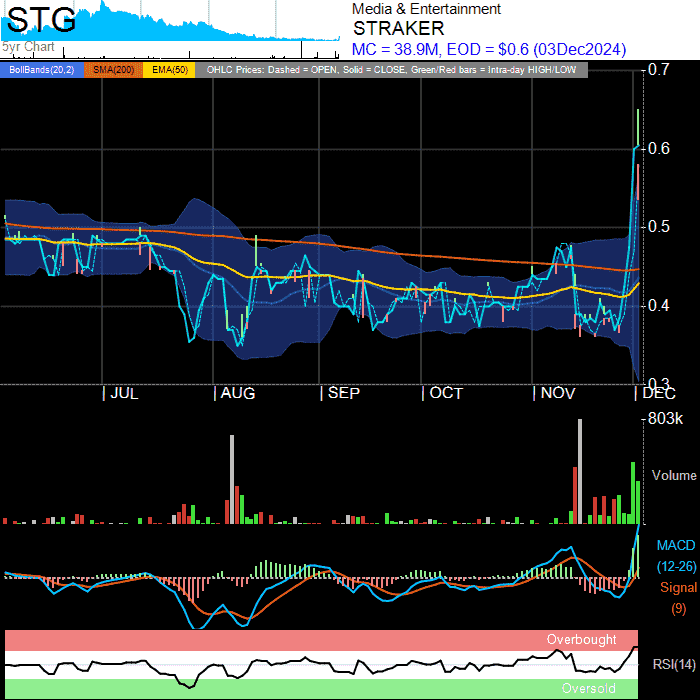 STG
5yr Chart
Media & Entertainment
STRAKER
MC = 38.9M, EOD = $0.6 (03Dec2024)
BollBands(20,2) SMA(200) EMA(50) OHLC Prices: Dashed = OPEN, Solid = CLOSE, Green/Red bars = Intra-day HIGH/LOW
0.7
0.6
0.5
0.4
0.3
JUL AUG SEP OCT NOV DEC
803k
Volume
MACD
(12-26)
Signal
(9)
Overbought
RSI(14)
Oversold